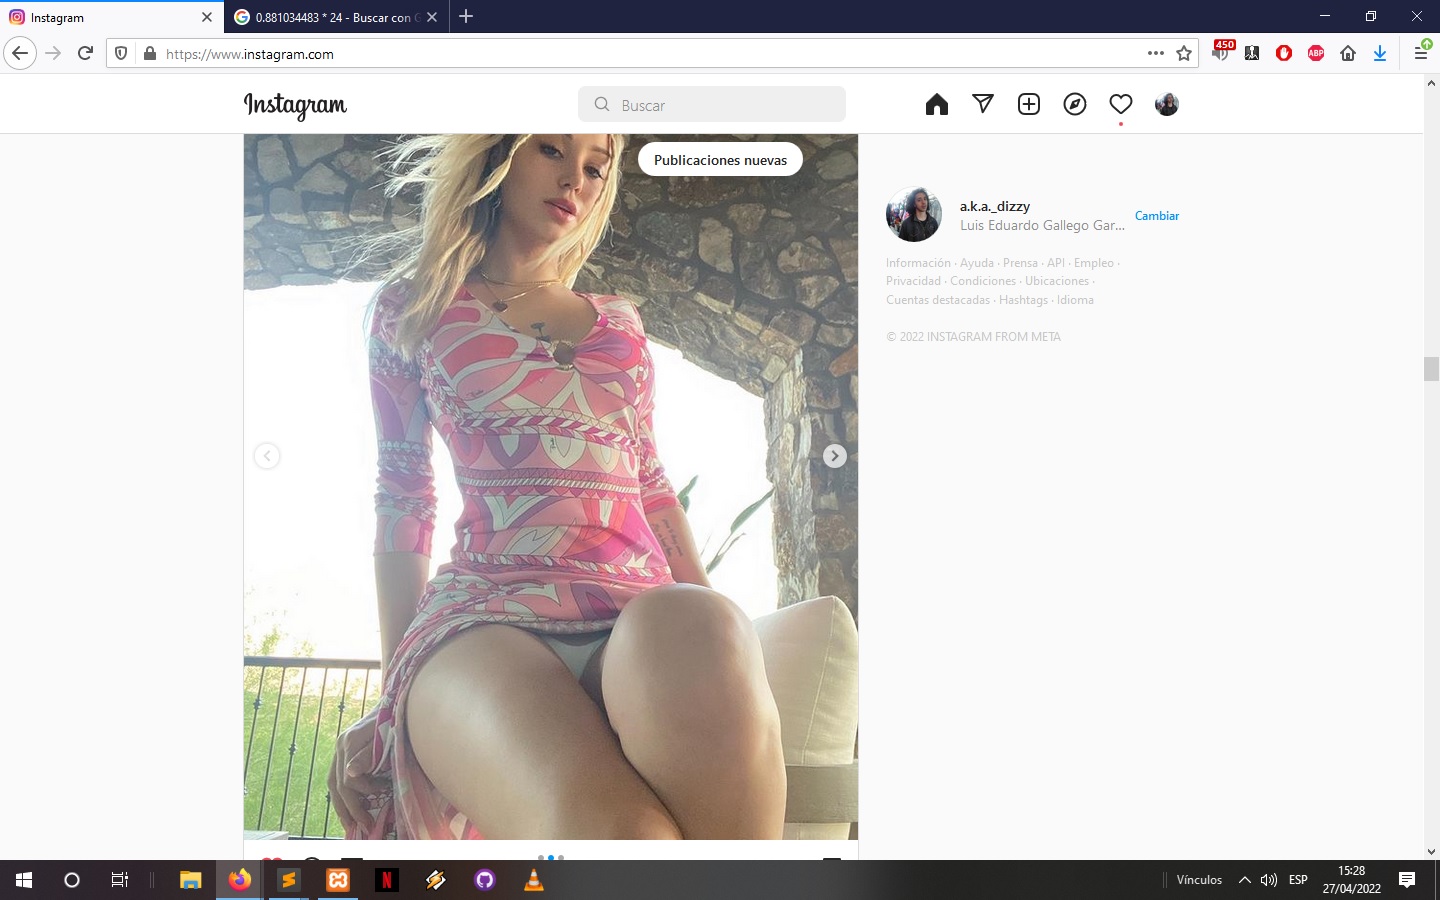 Instagram
0.881034483 * 24 - Buscar con G
https://www.instagram.com
450
ABP
Instagram
Buscar
Publicaciones nuevas
a.k.a._dizzy
Luis Eduardo Gallego Gar...
Cambiar
Información · Ayuda · Prensa · API · Empleo ·
Privacidad · Condiciones · Ubicaciones ·
Cuentas destacadas · Hashtags · Idioma
© 2022 INSTAGRAM FROM META
N
Vínculos
ESP
15:28
27/04/2022